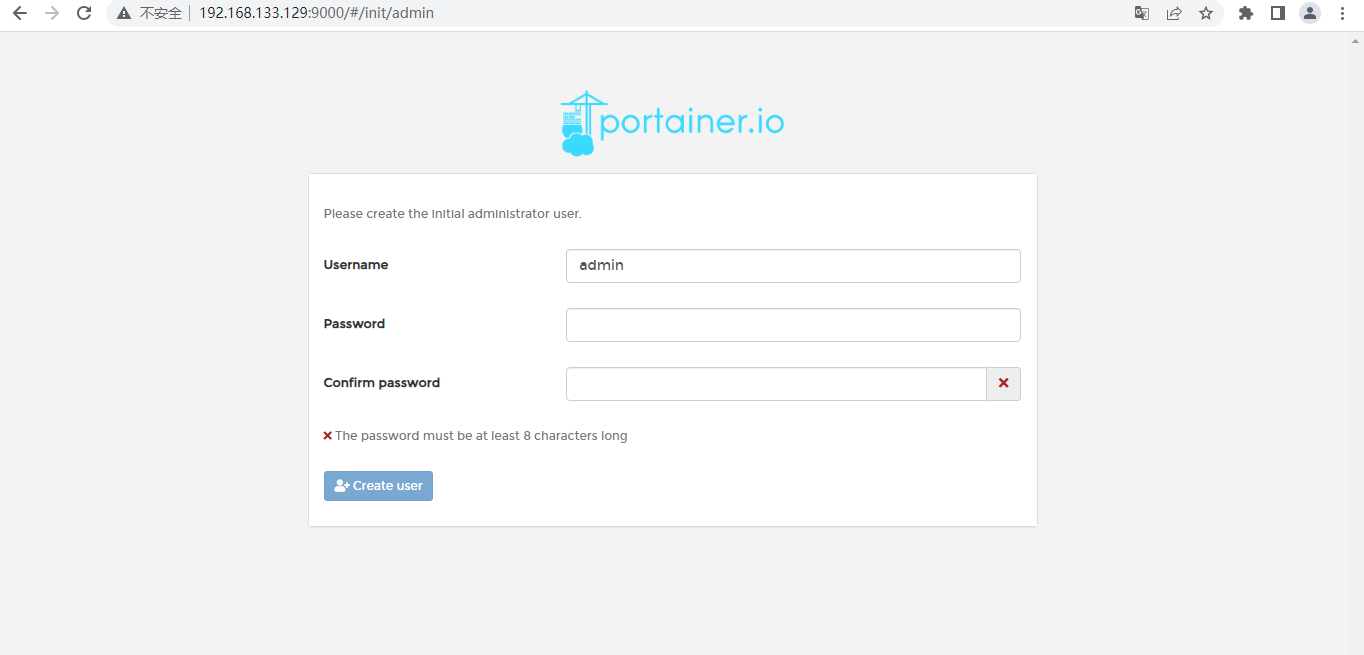 不安全 192.168.133.129:9000/#/init/admin
portainer.io
Please create the initial administrator user.
Username admin
Password
Confirm password
The password must be at least 8 characters long
Create user